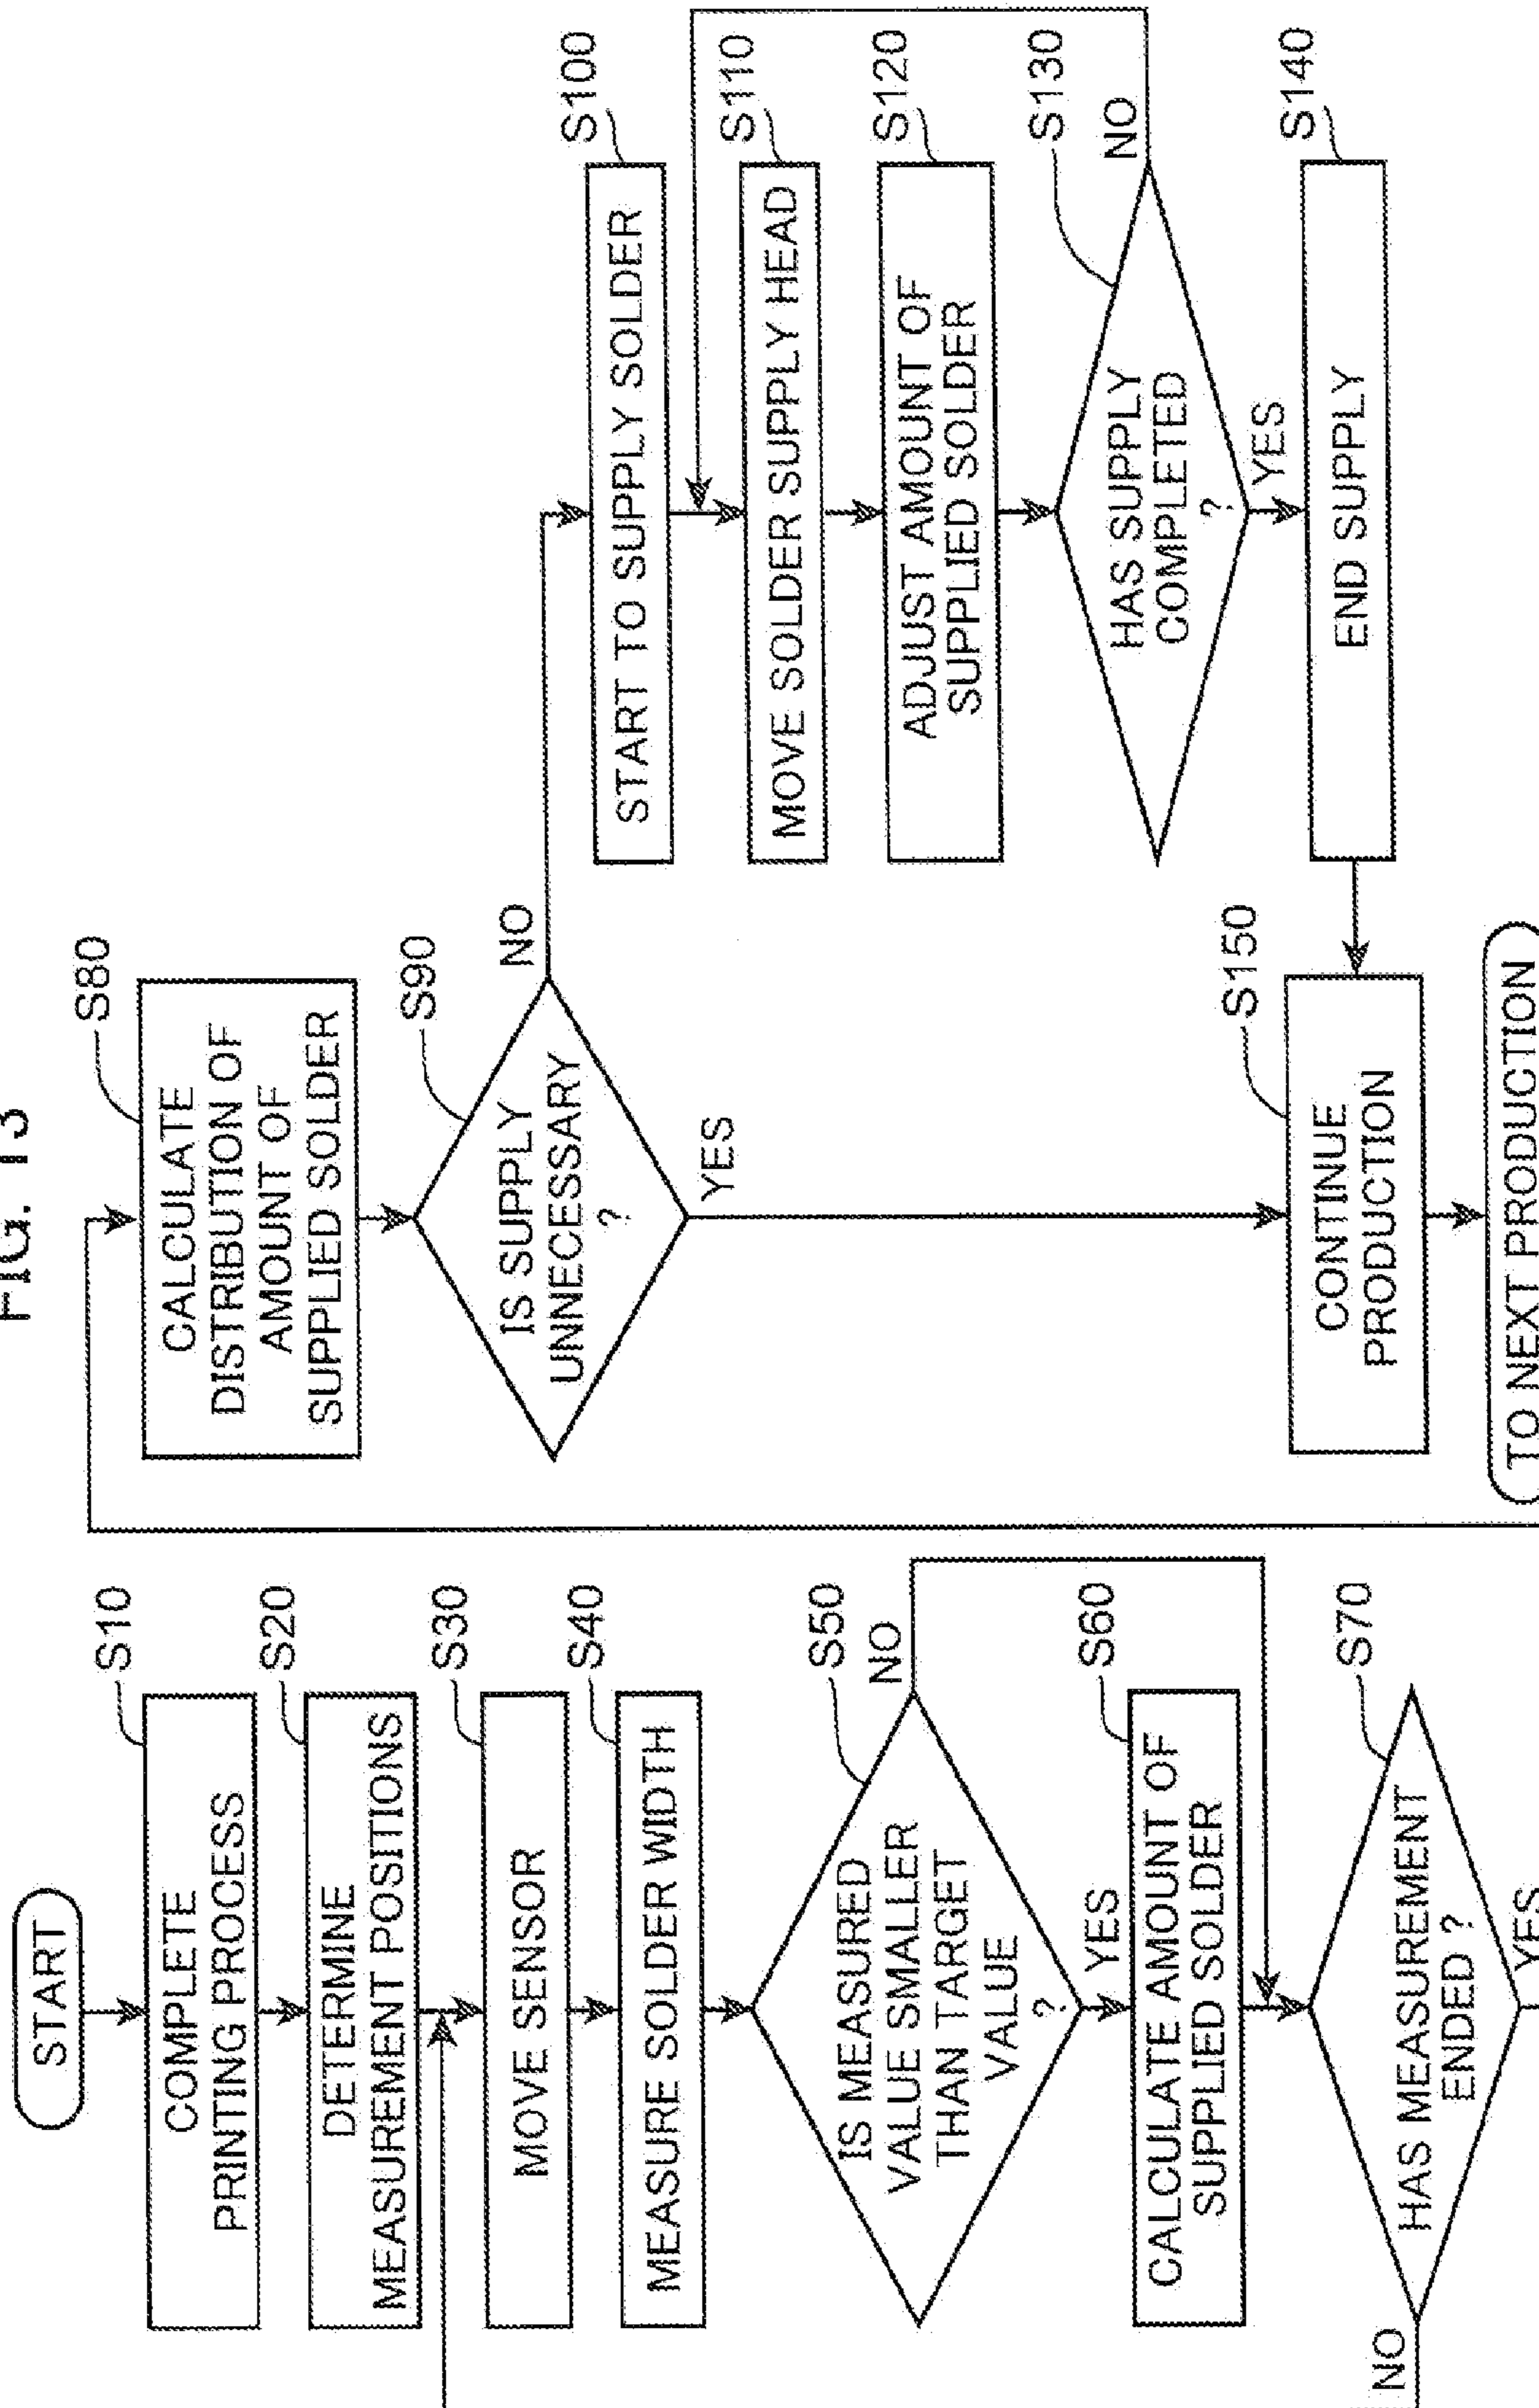 FIG. 13
START
COMPLETE
PRINTING PROCESS
S10
DETERMINE
MEASUREMENT POSITIONS
S20
MOVE SENSOR
S30
MEASURE SOLDER WIDTH
S40
IS MEASURED
VALUE SMALLER
THAN TARGET
VALUE
?
S50
NO
YES
CALCULATE AMOUNT OF
SUPPLIED SOLDER
S60
HAS MEASUREMENT
ENDED ?
S70
NO
YES
CALCULATE
DISTRIBUTION OF
AMOUNT OF
SUPPLIED SOLDER
S80
IS SUPPLY
UNNECESSARY
?
S90
NO
YES
START TO SUPPLY SOLDER
S100
MOVE SOLDER SUPPLY HEAD
S110
ADJUST AMOUNT OF
SUPPLIED SOLDER
S120
HAS SUPPLY
COMPLETED
?
S130
NO
YES
END SUPPLY
S140
CONTINUE
PRODUCTION
S150
TO NEXT PRODUCTION